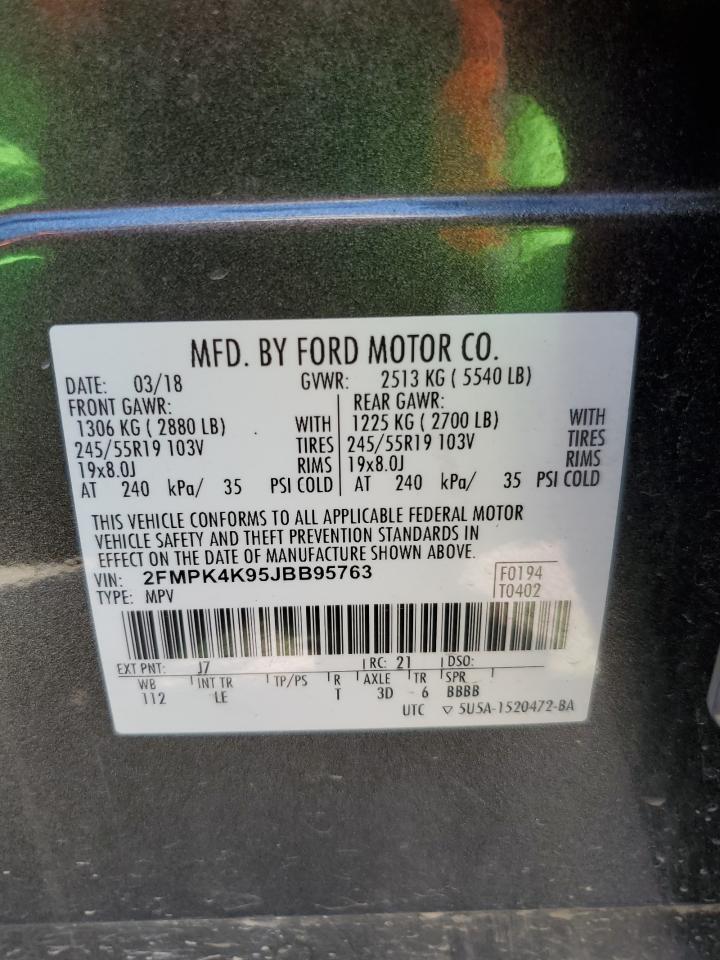 MFD. BY FORD MOTOR CO.
DATE: 03/18 GVWR: 2513 KG ( 5540 LB)
FRONT GAWR: REAR GAWR:
1306 KG ( 2880 LB) WITH 1225 KG ( 2700 LB) WITH
245/55R19 103V TIRES 245/55R19 103V TIRES
19x8.0J RIMS 19x8.0J RIMS
AT 240 kPa/ 35 PSI COLD AT 240 kPa/ 35 PSI COLD
THIS VEHICLE CONFORMS TO ALL APPLICABLE FEDERAL MOTOR
VEHICLE SAFETY AND THEFT PREVENTION STANDARDS IN
EFFECT ON THE DATE OF MANUFACTURE SHOWN ABOVE.
VIN: 2FMPK4K95JBB95763 F0194
TYPE: MPV T0402
EXT PNT: J7 RC: 21 DSO:
WB INT TR TP/PS R AXLE TR SPR
112 LE T 3D 6 BBBB
UTC ▽ 5U5A-1520472-BA